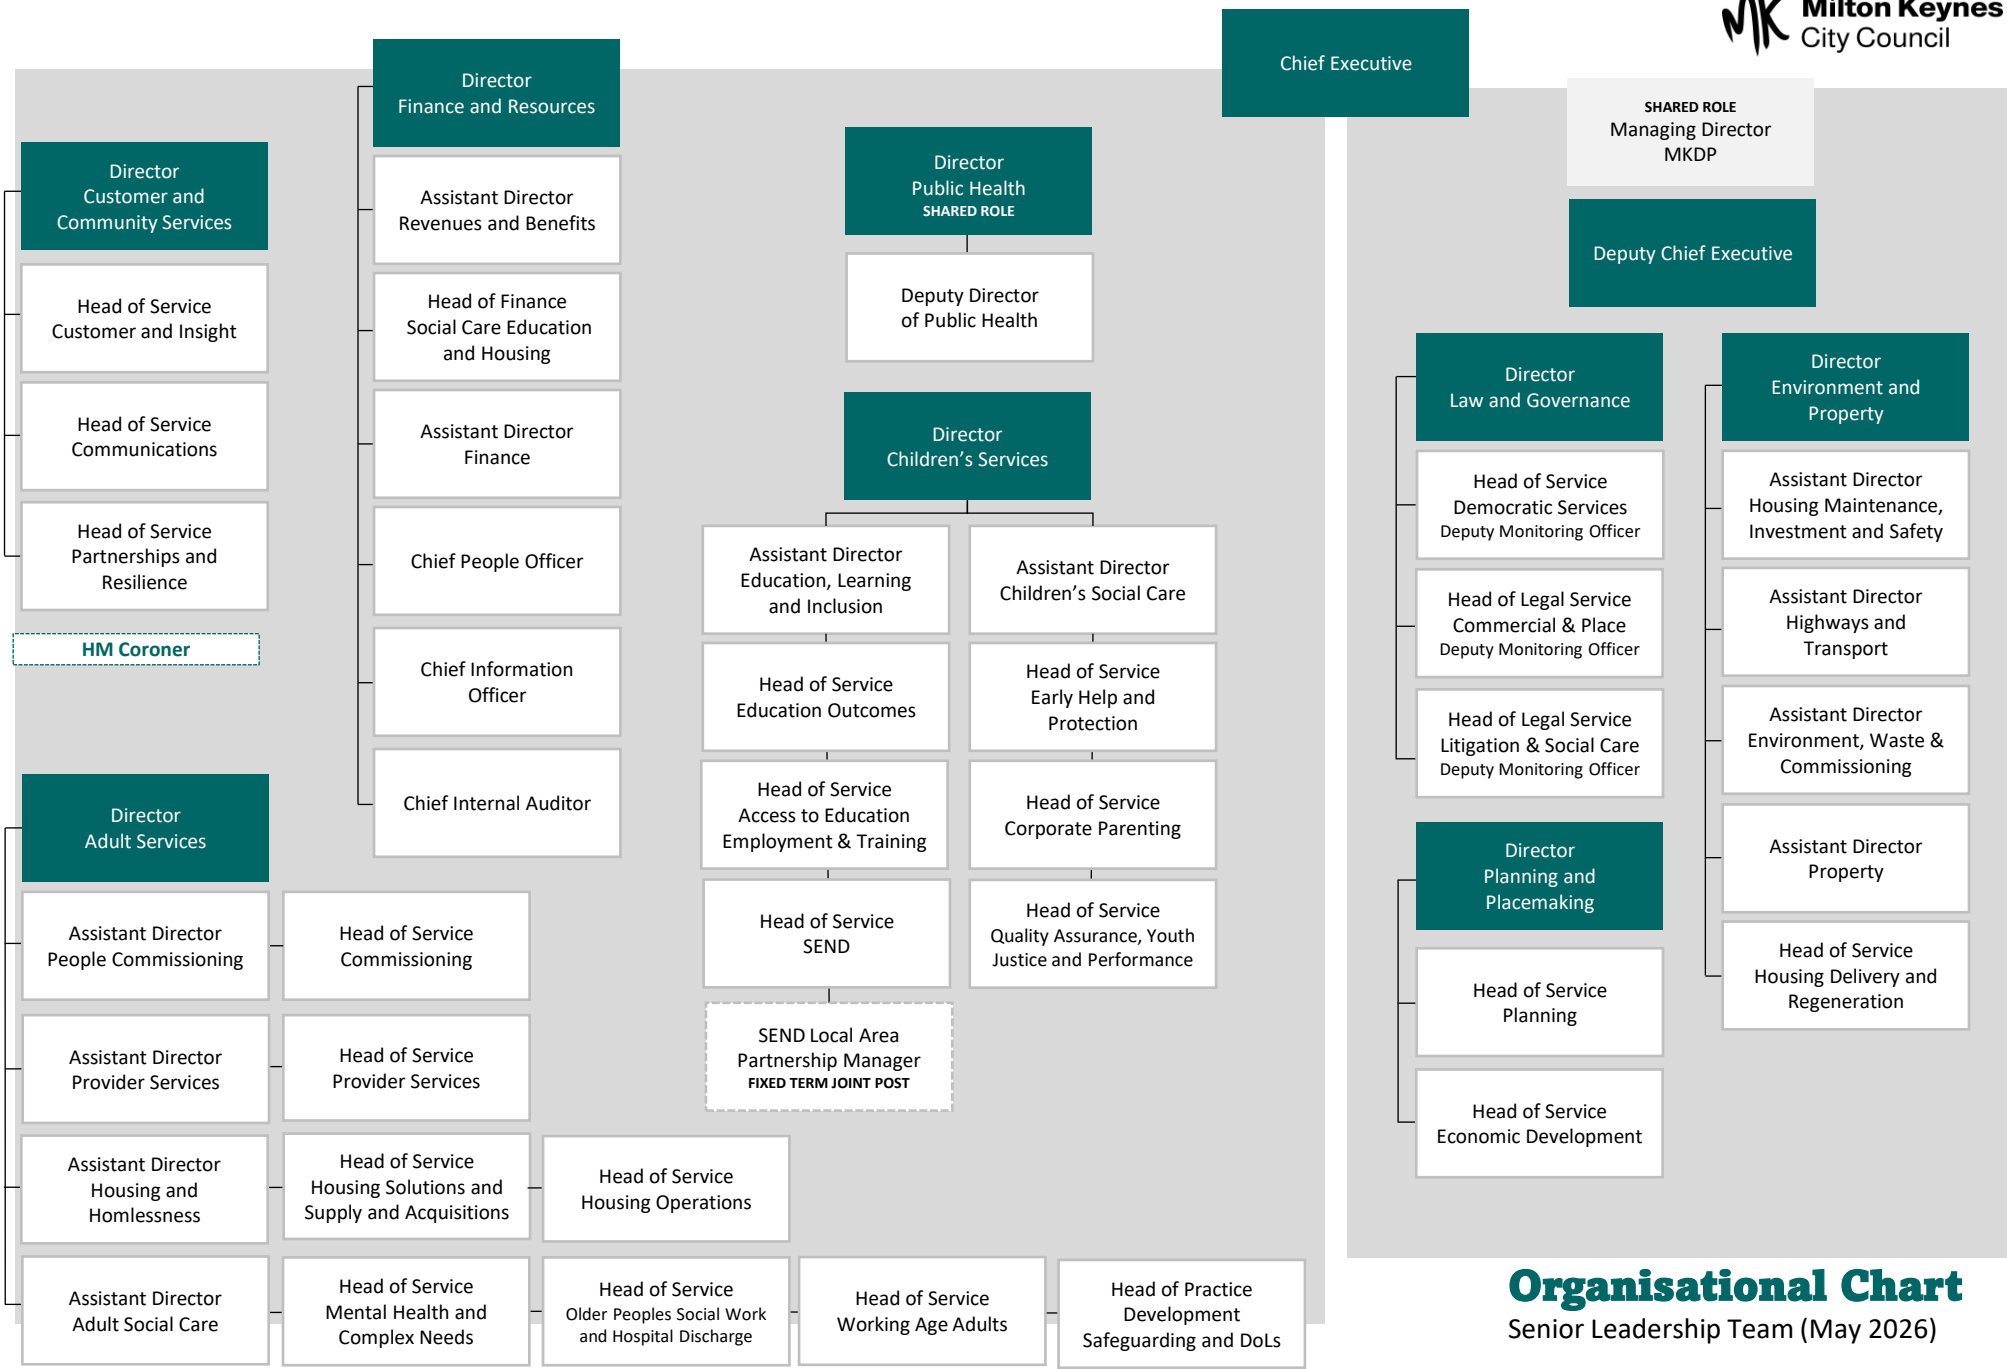 Milton Keynes
City Council
Chief Executive
Director
Finance and Resources
Assistant Director
Revenues and Benefits
Head of Finance
Social Care Education
and Housing
Assistant Director
Finance
Chief People Officer
Chief Information
Officer
Chief Internal Auditor
Director
Customer and
Community Services
Head of Service
Customer and Insight
Head of Service
Communications
Head of Service
Partnerships and
Resilience
HM Coroner
Director
Adult Services
Assistant Director
People Commissioning
Head of Service
Commissioning
Assistant Director
Provider Services
Head of Service
Provider Services
Assistant Director
Housing and
Homlessness
Head of Service
Housing Solutions and
Supply and Acquisitions
Head of Service
Housing Operations
Assistant Director
Adult Social Care
Head of Service
Mental Health and
Complex Needs
Head of Service
Older Peoples Social Work
and Hospital Discharge
Head of Service
Working Age Adults
Head of Practice
Development
Safeguarding and DoLs
Director
Public Health
SHARED ROLE
Deputy Director
of Public Health
Director
Children’s Services
Assistant Director
Education, Learning
and Inclusion
Head of Service
Education Outcomes
Head of Service
Access to Education
Employment & Training
Head of Service
SEND
SEND Local Area
Partnership Manager
FIXED TERM JOINT POST
Assistant Director
Children’s Social Care
Head of Service
Early Help and
Protection
Head of Service
Corporate Parenting
Head of Service
Quality Assurance, Youth
Justice and Performance
SHARED ROLE
Managing Director
MKDP
Deputy Chief Executive
Director
Law and Governance
Head of Service
Democratic Services
Deputy Monitoring Officer
Head of Legal Service
Commercial & Place
Deputy Monitoring Officer
Head of Legal Service
Litigation & Social Care
Deputy Monitoring Officer
Director
Planning and
Placemaking
Head of Service
Planning
Head of Service
Economic Development
Director
Environment and
Property
Assistant Director
Housing Maintenance,
Investment and Safety
Assistant Director
Highways and
Transport
Assistant Director
Environment, Waste &
Commissioning
Assistant Director
Property
Head of Service
Housing Delivery and
Regeneration
Organisational Chart
Senior Leadership Team (May 2026)